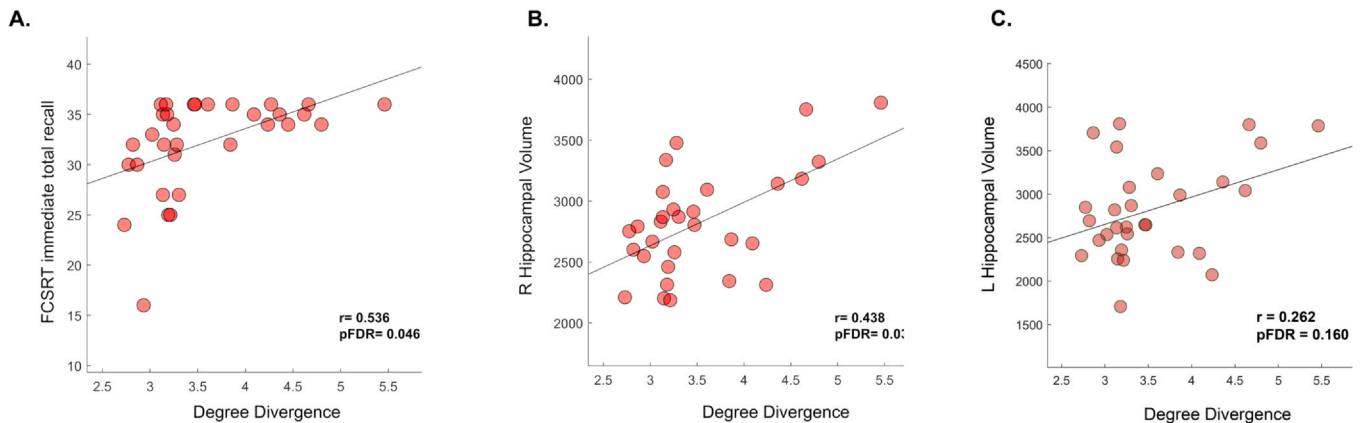 A.
FCSRT immediate total recall
40
35
30
25
20
15
10
r= 0.536
pFDR= 0.046
2.5 3 3.5 4 4.5 5 5.5
Degree Divergence
B.
R Hippocampal Volume
4000
3500
3000
2500
2000
r= 0.438
pFDR=
2.5 3 3.5 4 4.5 5 5.5
Degree Divergence
C.
L Hippocampal Volume
4500
4000
3500
3000
2500
2000
1500
r = 0.262
pFDR = 0.160
2.5 3 3.5 4 4.5 5 5.5
Degree Divergence